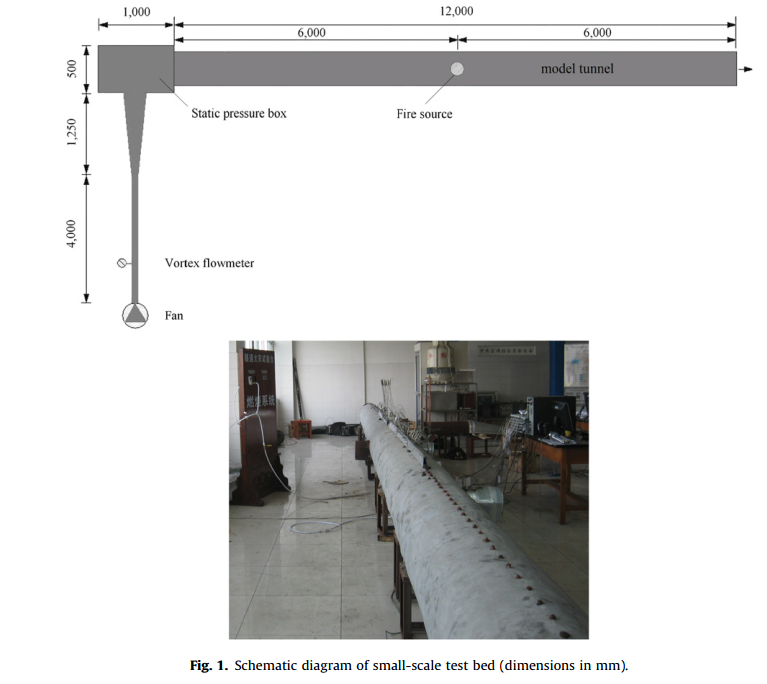 1,000
12,000
6,000
6,000
500
model tunnel
Static pressure box
Fire source
1,250
4,000
Vortex flowmeter
Fan
Fig. 1. Schematic diagram of small-scale test bed (dimensions in mm).